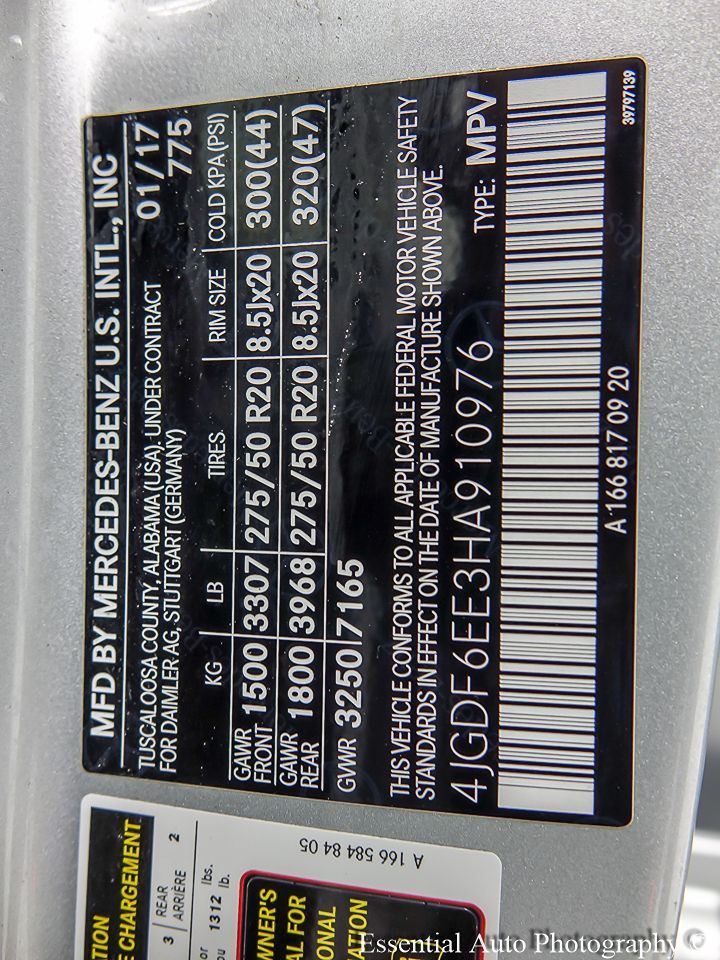 MFD BY MERCEDES-BENZ U.S. INTL., INC
TUSCALOOSA COUNTY, ALABAMA (USA). UNDER CONTRACT 01/17
FOR DAIMLER AG, STUTTGART (GERMANY) 775
KG LB TIRES RIM SIZE COLD KPA(PSI)
GAWR FRONT 1500 3307 275/50 R20 8.5Jx20 300(44)
GAWR REAR 1800 3968 275/50 R20 8.5Jx20 320(47)
GVWR 3250 7165
THIS VEHICLE CONFORMS TO ALL APPLICABLE FEDERAL MOTOR VEHICLE SAFETY
STANDARDS IN EFFECT ON THE DATE OF MANUFACTURE SHOWN ABOVE.
4JGDF6EE3HA910976 TYPE: MPV
A 166 817 09 20
39797139
E CHARGEMENT
3 REAR ARRIÈRE 2
or 1312 lbs.
1312 lb.
A 166 584 84 05
Essential Auto Photography ©